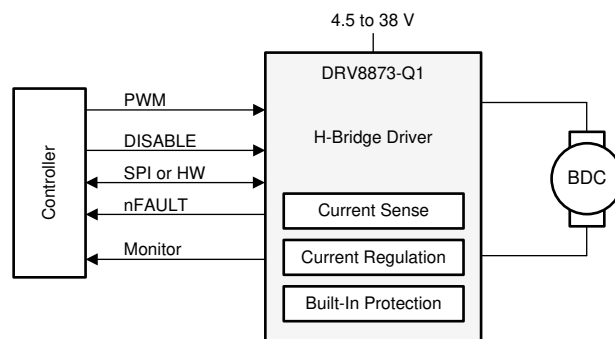 4.5 to 38 V
DRV8873-Q1
H-Bridge Driver
Controller
PWM
DISABLE
SPI or HW
nFAULT
Monitor
Current Sense
Current Regulation
Built-In Protection
BDC